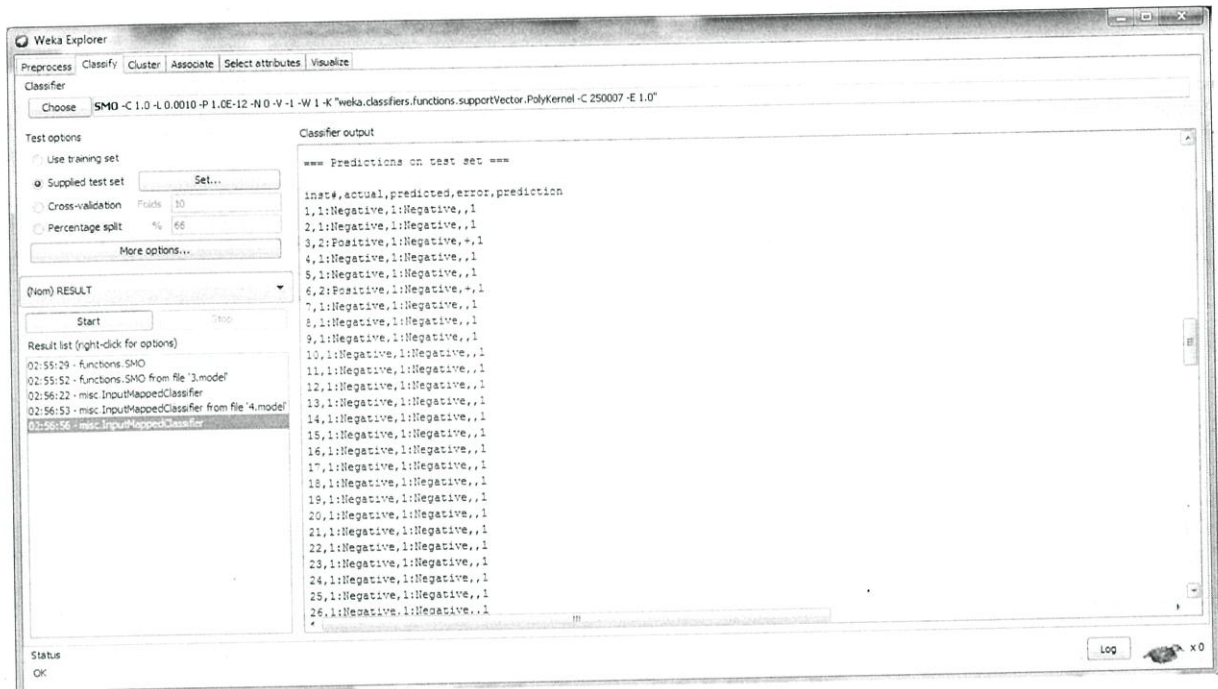 Weka Explorer
Preprocess Classify Cluster Associate Select attributes Visualize
Classifier
Choose SMO -C 1.0 -L 0.0010 -P 1.0E-12 -N 0 -V -1 -W 1 -K "weka.classifiers.functions.supportVector.PolyKernel -C 250007 -E 1.0"
Test options
Use training set
Supplied test set Set...
Cross-validation Folds 10
Percentage split % 66
More options...
(Nom) RESULT
Start Stop
Result list (right-click for options)
02:55:29 - functions.SMO
02:55:52 - functions.SMO from file '3.model'
02:56:22 - misc.InputMappedClassifier
02:56:53 - misc.InputMappedClassifier from file '4.model'
02:56:56 - misc.InputMappedClassifier
Classifier output
=== Predictions on test set ===
inst#,actual,predicted,error,prediction
1,1:Negative,1:Negative,,1
2,1:Negative,1:Negative,,1
3,2:Positive,1:Negative,+,1
4,1:Negative,1:Negative,,1
5,1:Negative,1:Negative,,1
6,2:Positive,1:Negative,+,1
7,1:Negative,1:Negative,,1
8,1:Negative,1:Negative,,1
9,1:Negative,1:Negative,,1
10,1:Negative,1:Negative,,1
11,1:Negative,1:Negative,,1
12,1:Negative,1:Negative,,1
13,1:Negative,1:Negative,,1
14,1:Negative,1:Negative,,1
15,1:Negative,1:Negative,,1
16,1:Negative,1:Negative,,1
17,1:Negative,1:Negative,,1
18,1:Negative,1:Negative,,1
19,1:Negative,1:Negative,,1
20,1:Negative,1:Negative,,1
21,1:Negative,1:Negative,,1
22,1:Negative,1:Negative,,1
23,1:Negative,1:Negative,,1
24,1:Negative,1:Negative,,1
25,1:Negative,1:Negative,,1
26,1:Negative,1:Negative,,1
Status
OK
Log x 0